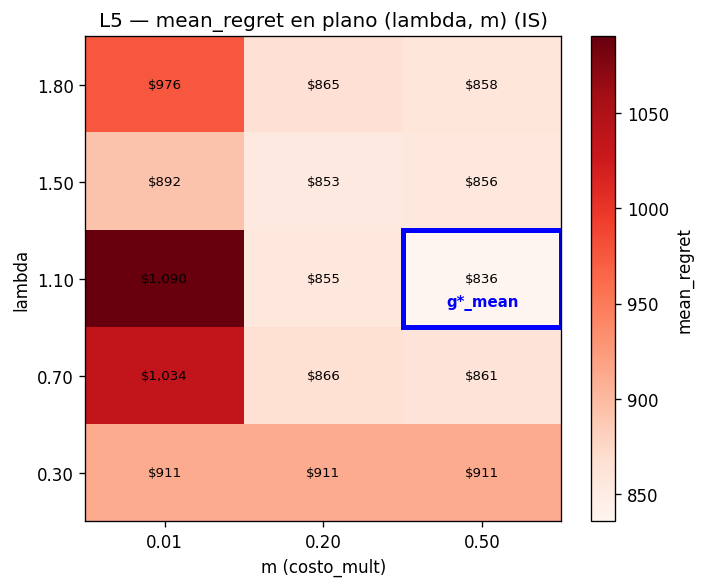 L5 — mean_regret en plano (lambda, m) (IS)
1.80 $976 $865 $858
1.50 $892 $853 $856
1.10 $1,090 $855 $836
g*_mean
0.70 $1,034 $866 $861
0.30 $911 $911 $911
0.01 0.20 0.50
m (costo_mult)
lambda
1050
1000
950
900
850
mean_regret